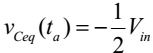 v_{Ceq}(t_a) = -\frac{1}{2}V_{in}